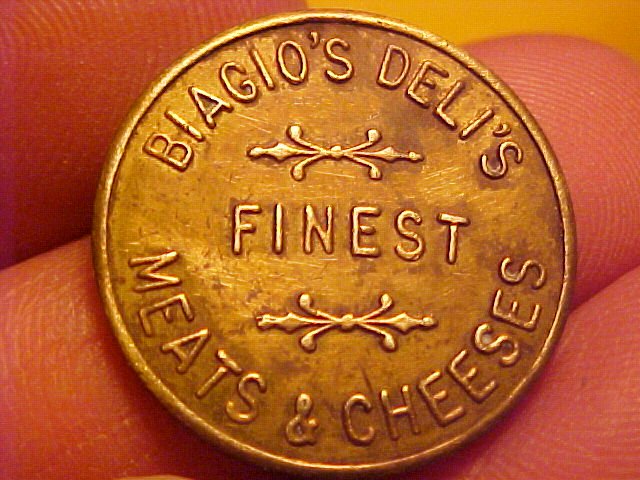 BIAGIO'S DELI'S
FINEST
MEATS & CHEESES